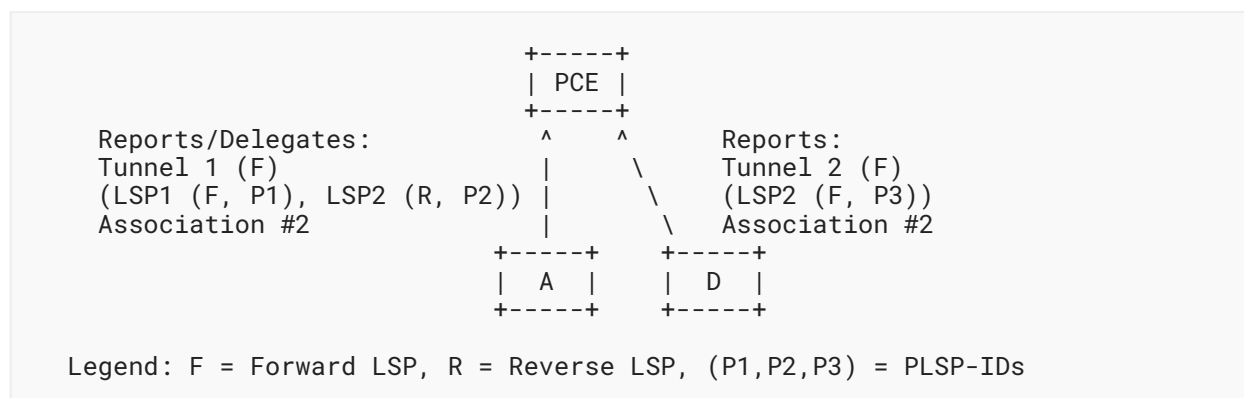 +-----+
| PCE |
+-----+
Reports/Delegates: ^ ^ Reports:
Tunnel 1 (F) | \ Tunnel 2 (F)
(LSP1 (F, P1), LSP2 (R, P2)) | \ (LSP2 (F, P3))
Association #2 | \ Association #2
+-----+ +-----+
| A | | D |
+-----+ +-----+
Legend: F = Forward LSP, R = Reverse LSP, (P1,P2,P3) = PLSP-IDs